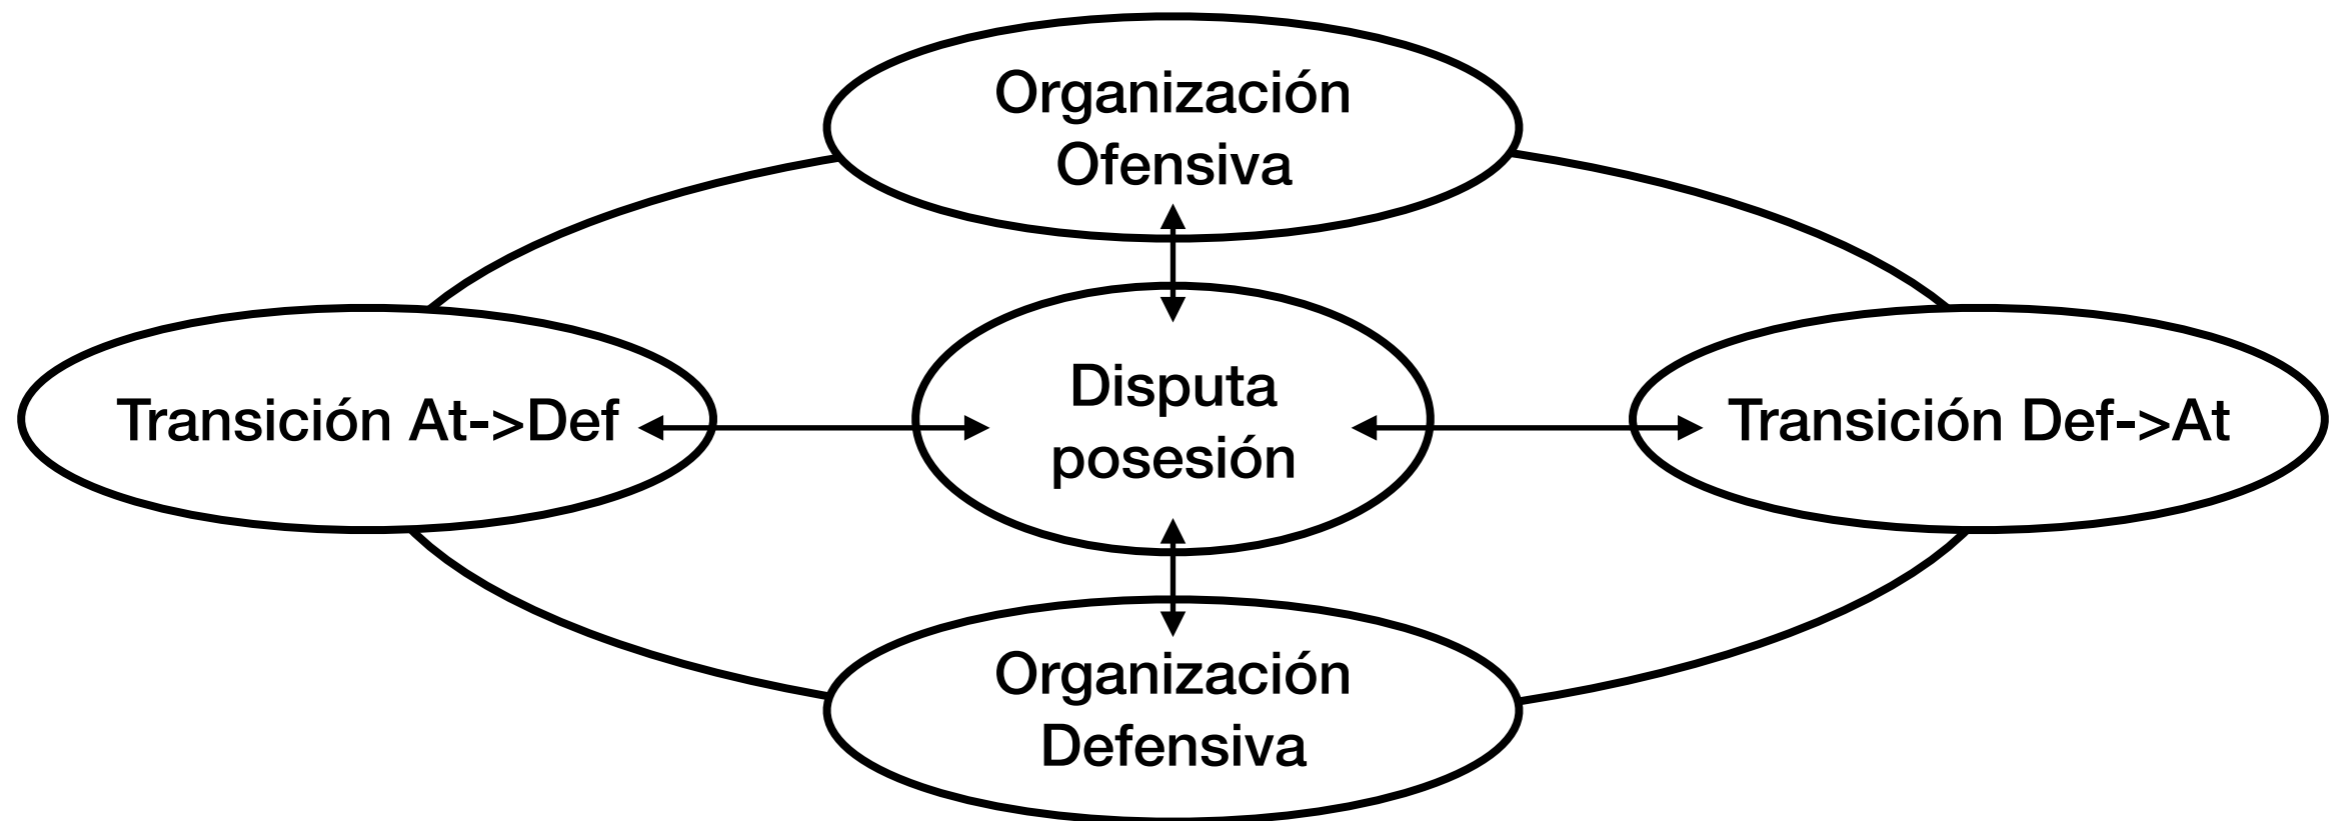 Organización
Ofensiva
Transición At->Def
Disputa
posesión
Transición Def->At
Organización
Defensiva